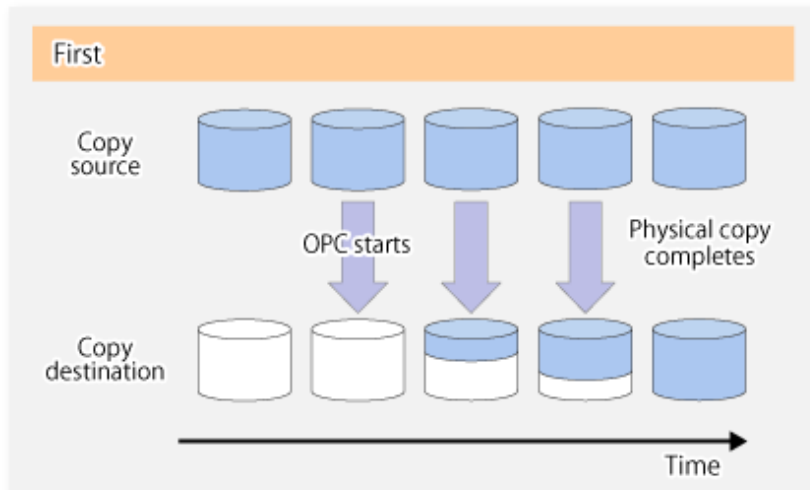 First
Copy
source
OPC starts
Physical copy
completes
Copy
destination
Time